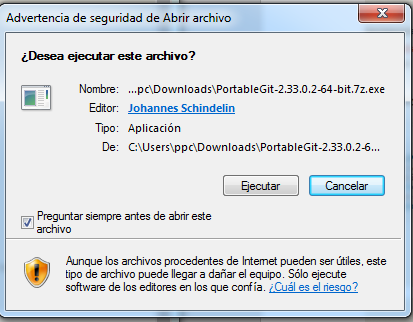 Advertencia de seguridad de Abrir archivo
¿Desea ejecutar este archivo?
Nombre: ...pc\Downloads\PortableGit-2.33.0.2-64-bit.7z.exe
Editor: Johannes Schindelin
Tipo: Aplicación
De: C:\Users\ppc\Downloads\PortableGit-2.33.0.2-6...
Ejecutar Cancelar
Preguntar siempre antes de abrir este
archivo
Aunque los archivos procedentes de Internet pueden ser útiles, este
tipo de archivo puede llegar a dañar el equipo. Sólo ejecute
software de los editores en los que confía. ¿Cuál es el riesgo?